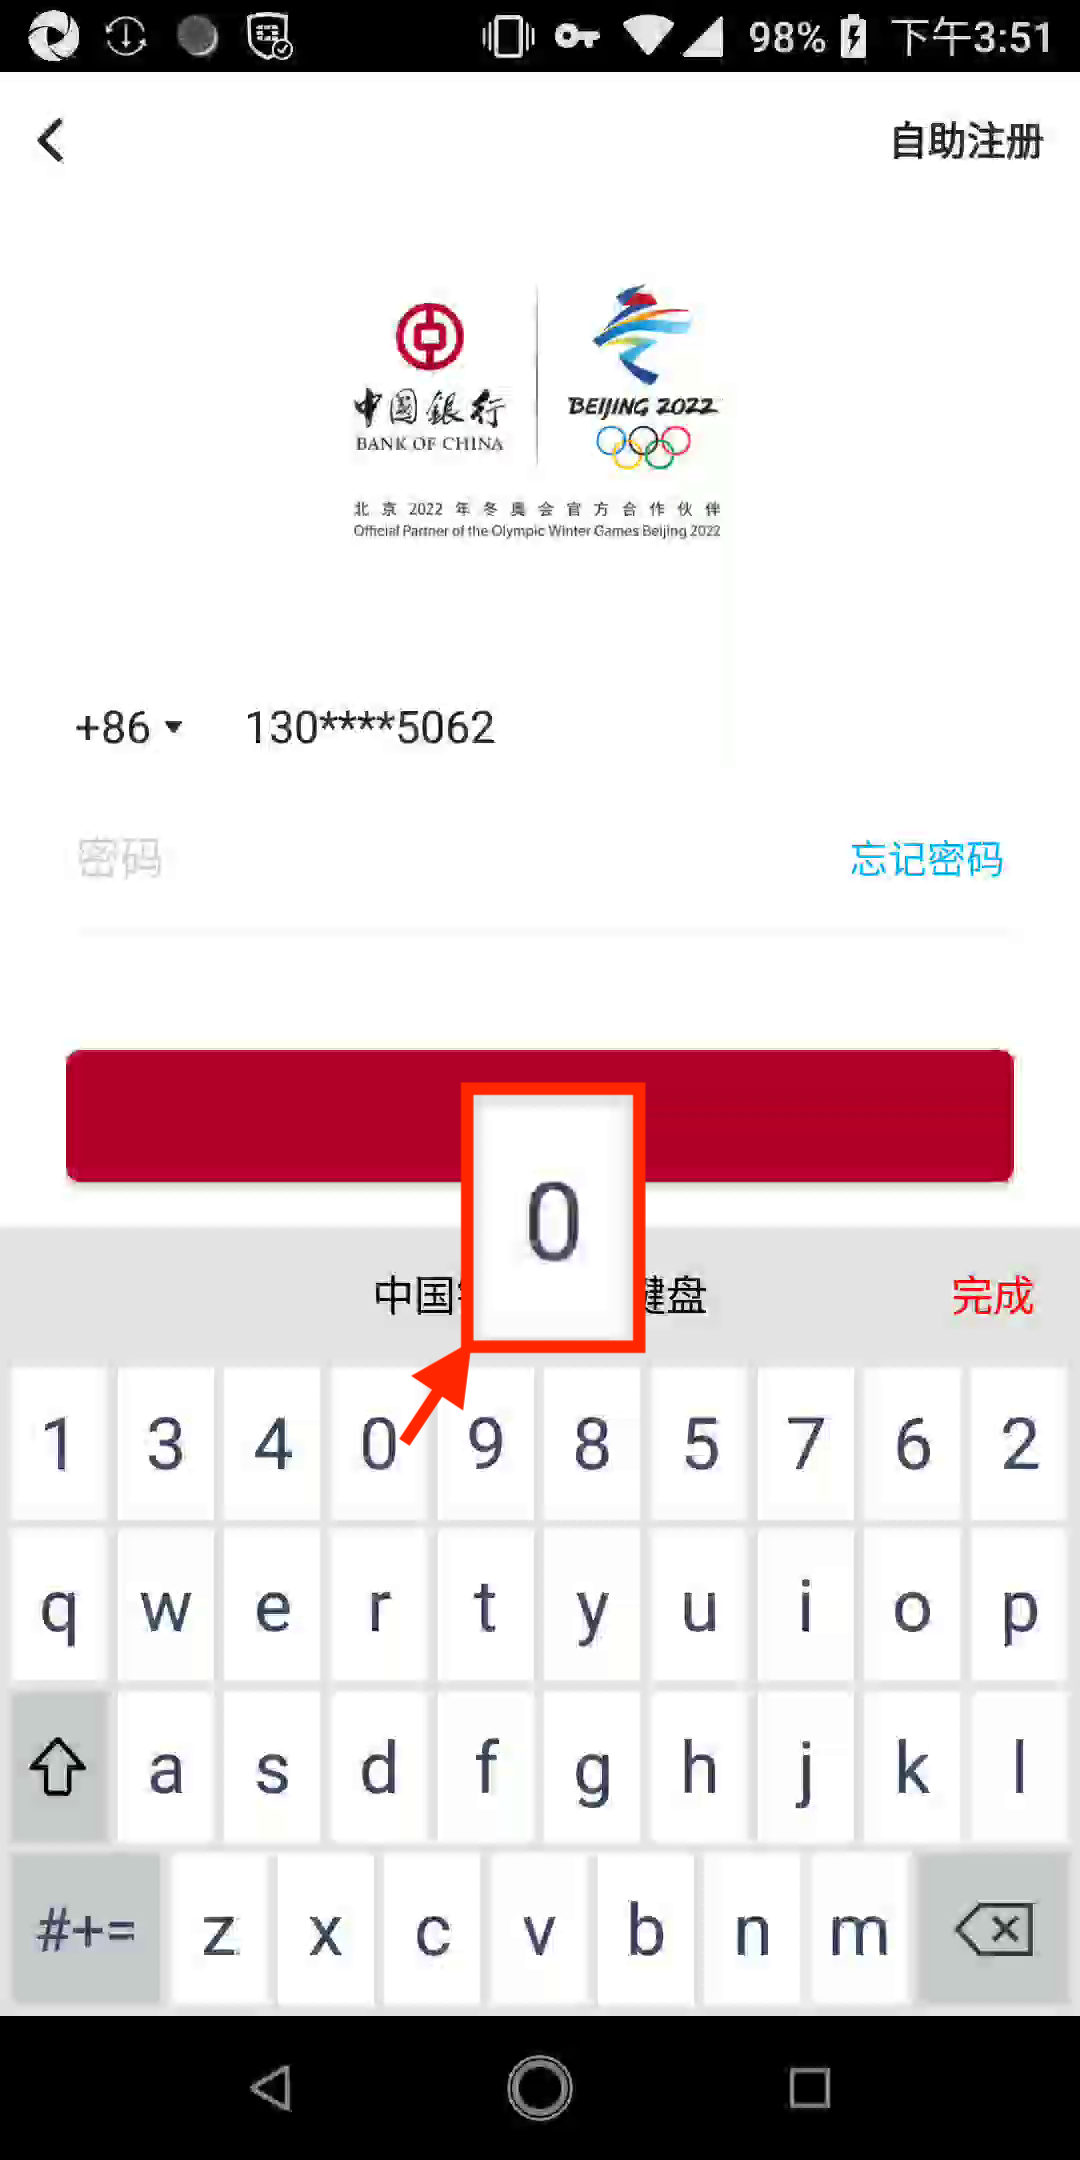 98% 下午3:51
自助注册
中国銀行
BANK OF CHINA
BEIJING 2022
北京2022年冬奥会官方合作伙伴
Official Partner of the Olympic Winter Games Beijing 2022
+86 130****5062
密码 忘记密码
0
中国 键盘 完成
1 3 4 0 9 8 5 7 6 2
q w e r t y u i o p
a s d f g h j k l
#+= z x c v b n m